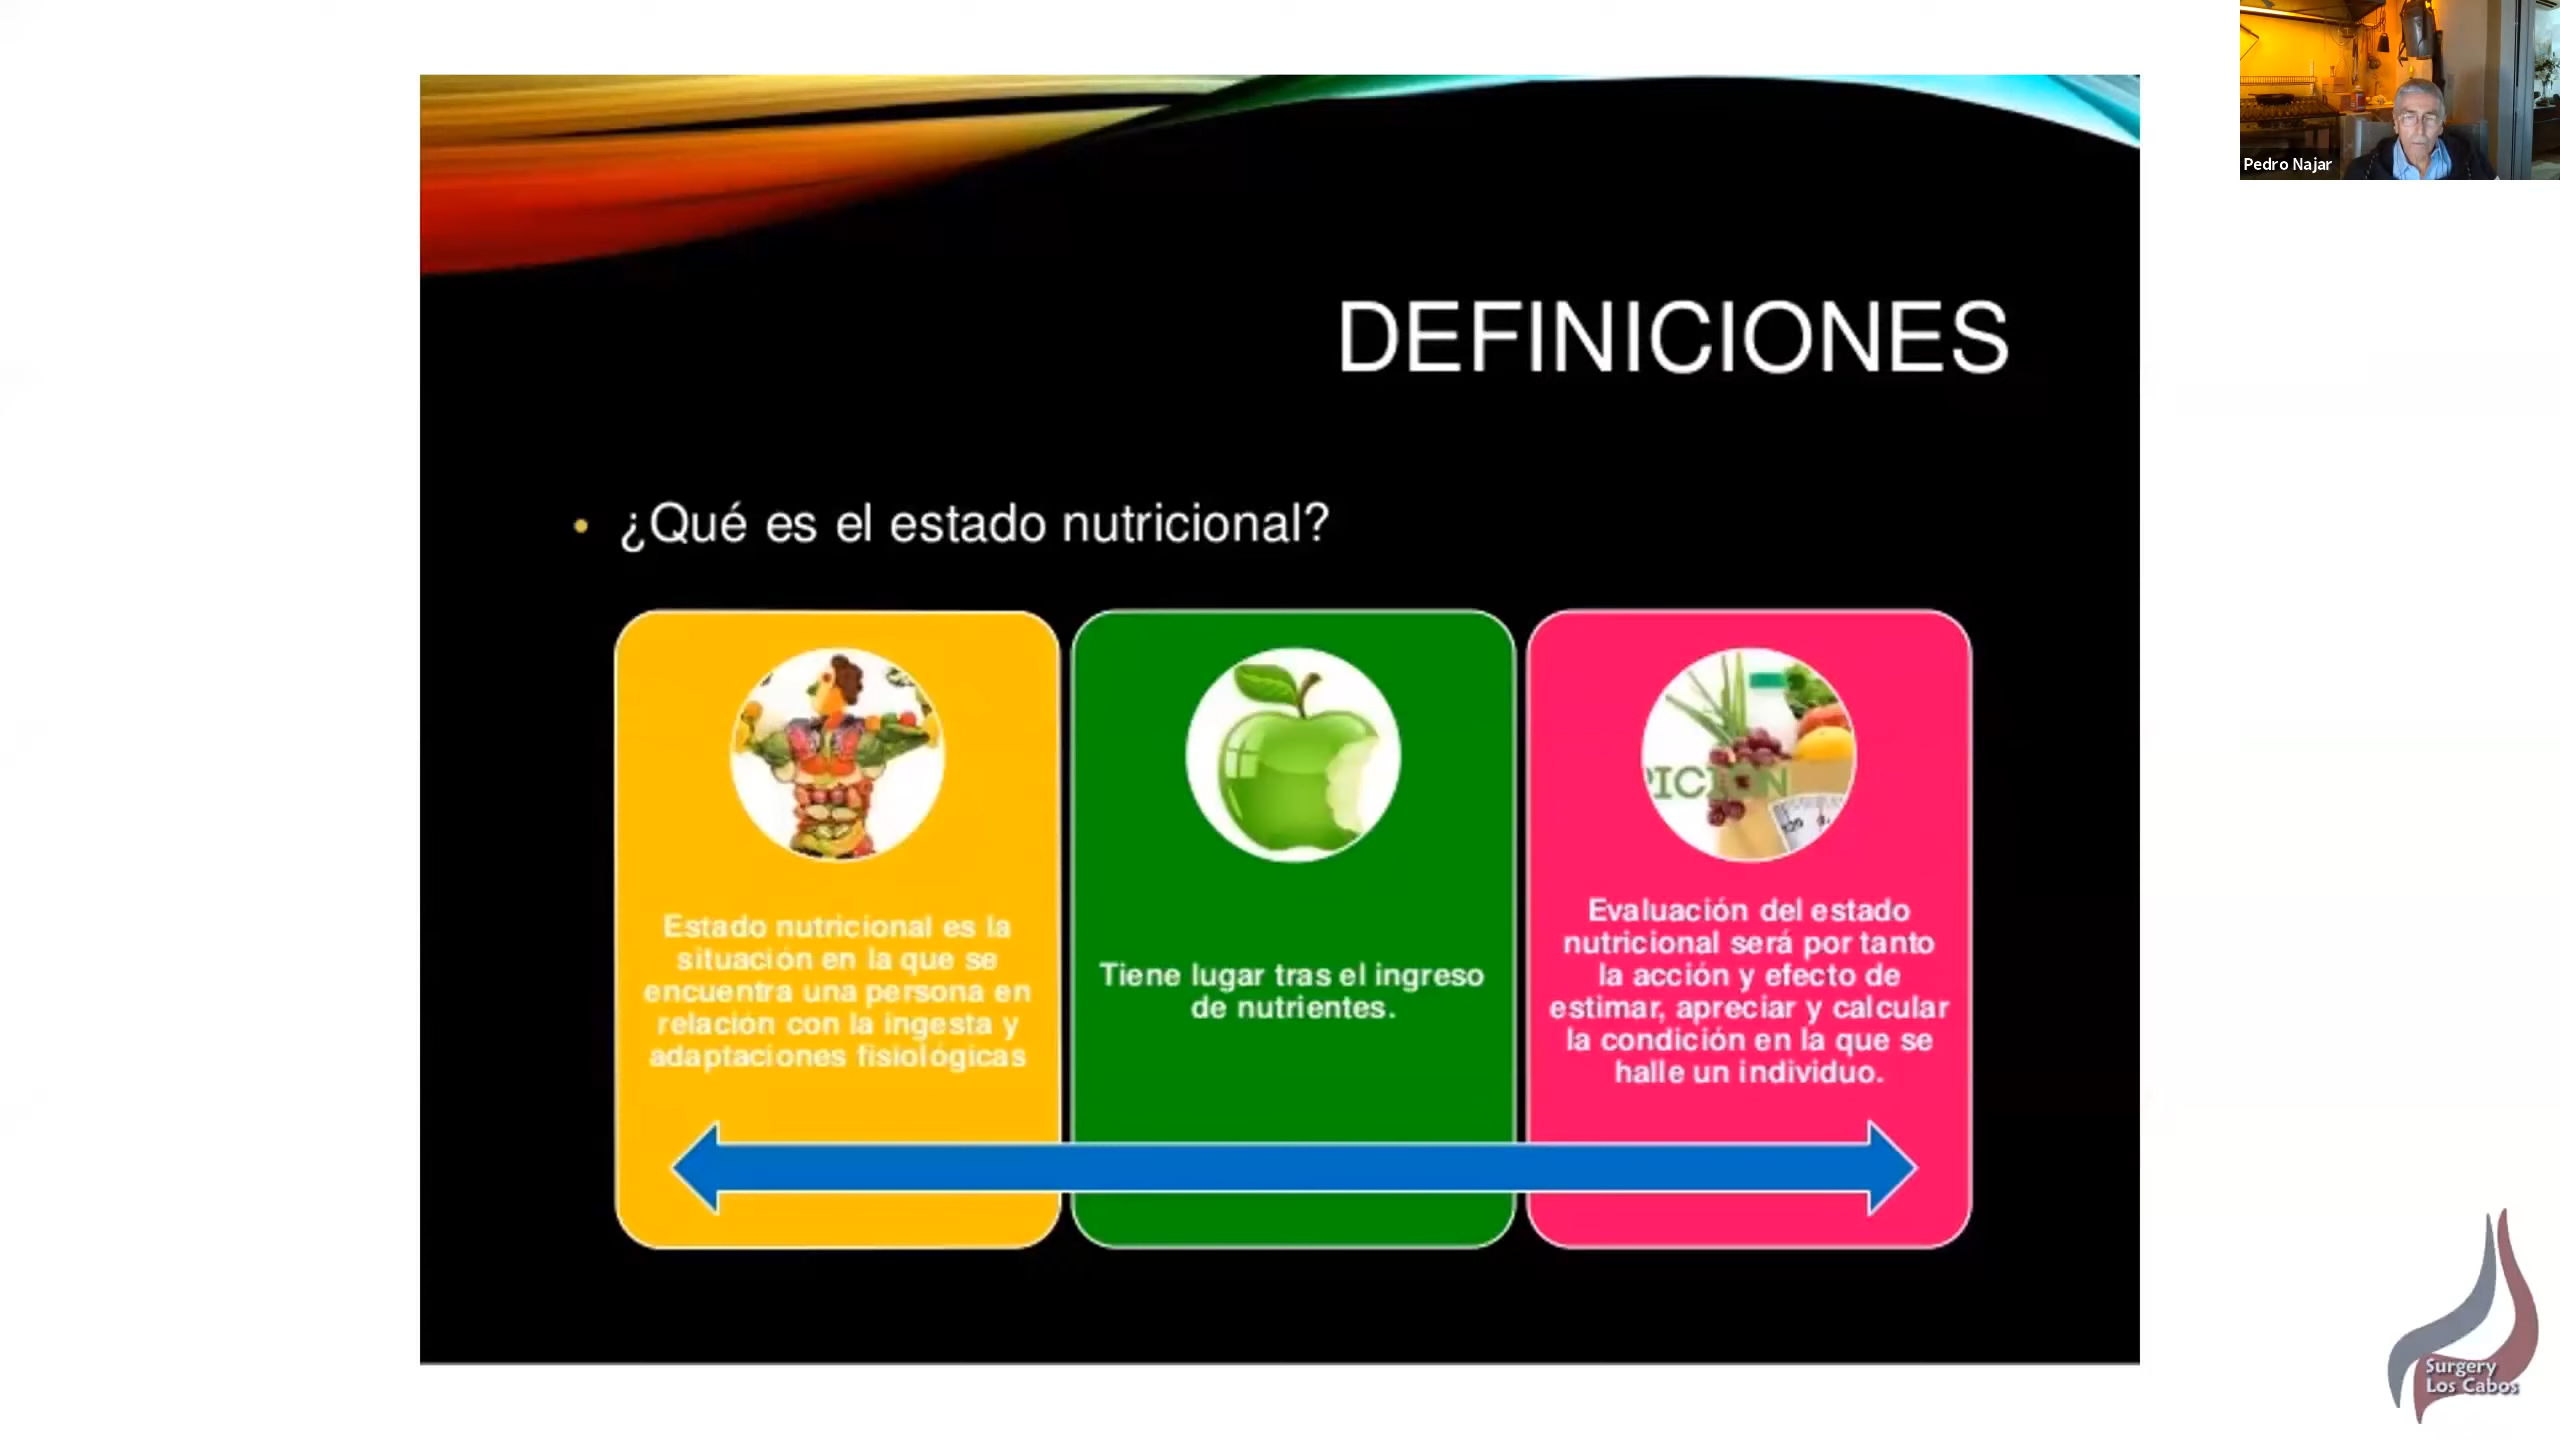 Pedro Najar
DEFINICIONES
• ¿Qué es el estado nutricional?
Estado nutricional es la
situación en la que se
encuentra una persona en
relación con la ingesta y
adaptaciones fisiológicas
Tiene lugar tras el ingreso
de nutrientes.
Evaluación del estado
nutricional será por tanto
la acción y efecto de
estimar, apreciar y calcular
la condición en la que se
halle un individuo.
Surgery
Los Cabos